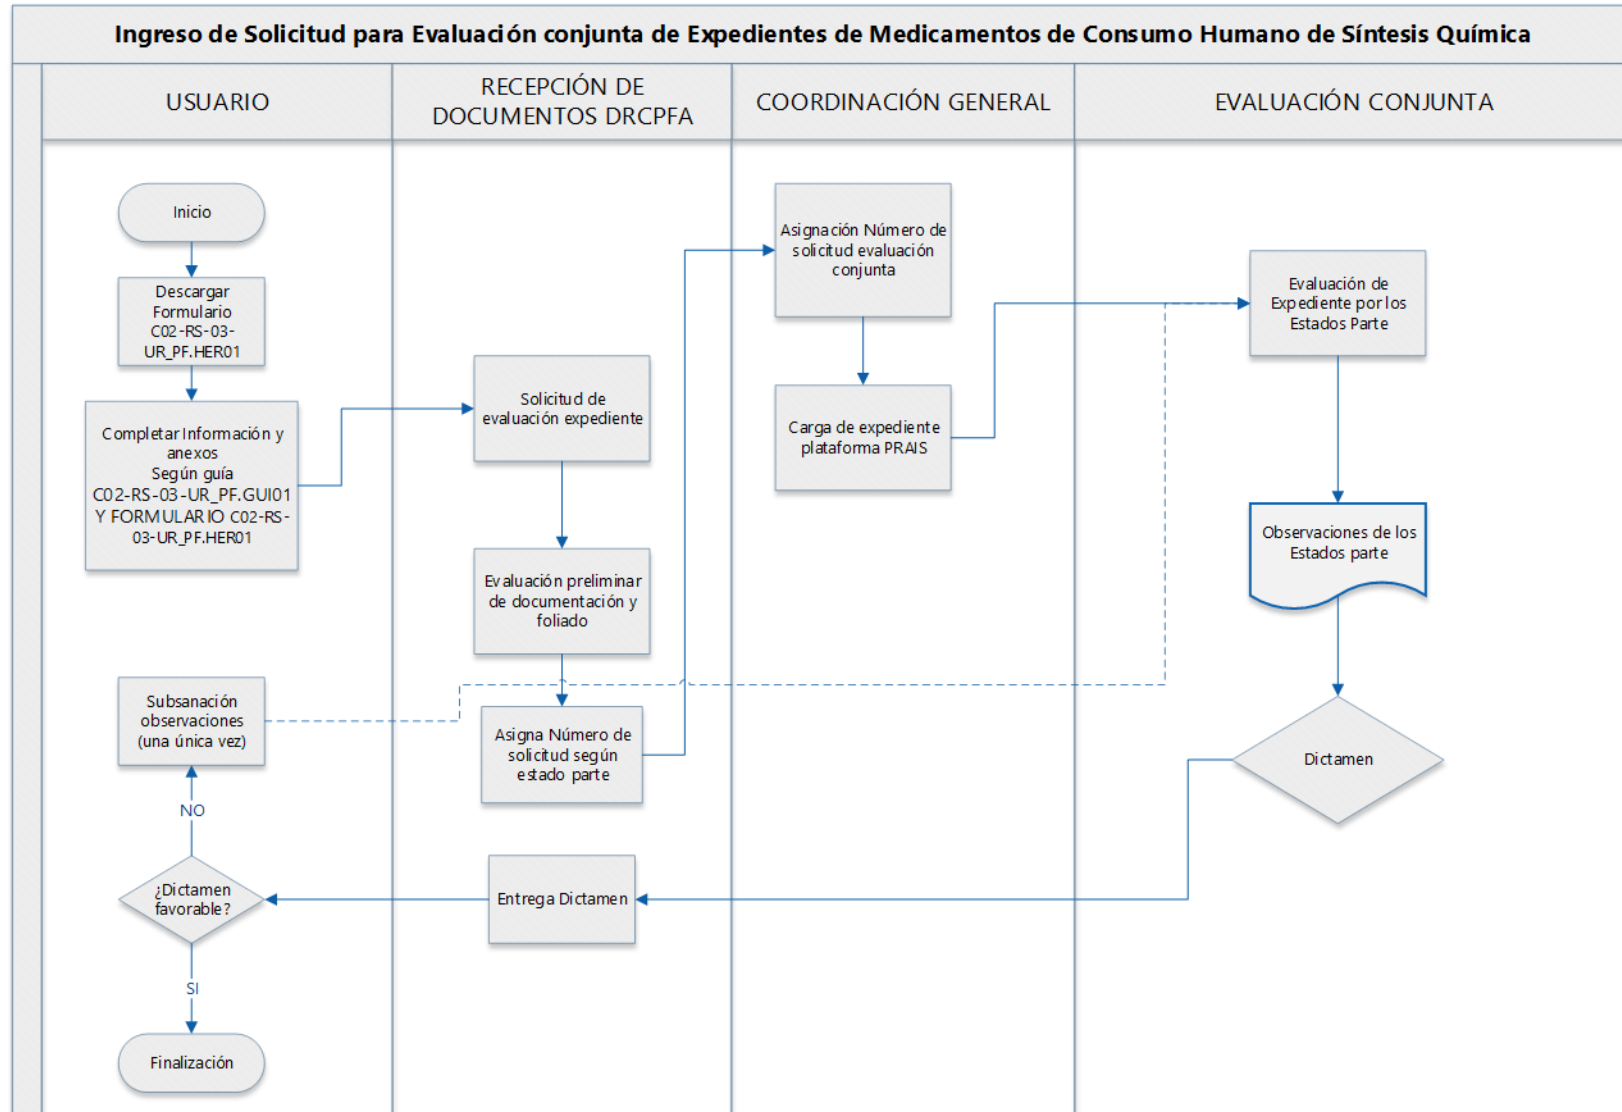 Ingreso de Solicitud para Evaluación conjunta de Expedientes de Medicamentos de Consumo Humano de Síntesis Química
USUARIO
RECEPCIÓN DE
DOCUMENTOS DRCPFA
COORDINACIÓN GENERAL
EVALUACIÓN CONJUNTA
Inicio
Descargar
Formulario
C02-RS-03-
UR_PF.HER01
Completar Información y
anexos
Según guía
C02-RS-03-UR_PF.GUI01
Y FORMULARIO C02-RS-
03-UR_PF.HER01
Solicitud de
evaluación expediente
Evaluación preliminar
de documentación y
foliado
Asigna Número de
solicitud según
estado parte
Asignación Número de
solicitud evaluación
conjunta
Carga de expediente
plataforma PRAIS
Evaluación de
Expediente por los
Estados Parte
Observaciones de los
Estados parte
Dictamen
Entrega Dictamen
¿Dictamen
favorable?
NO
Subsanación
observaciones
(una única vez)
SI
Finalización